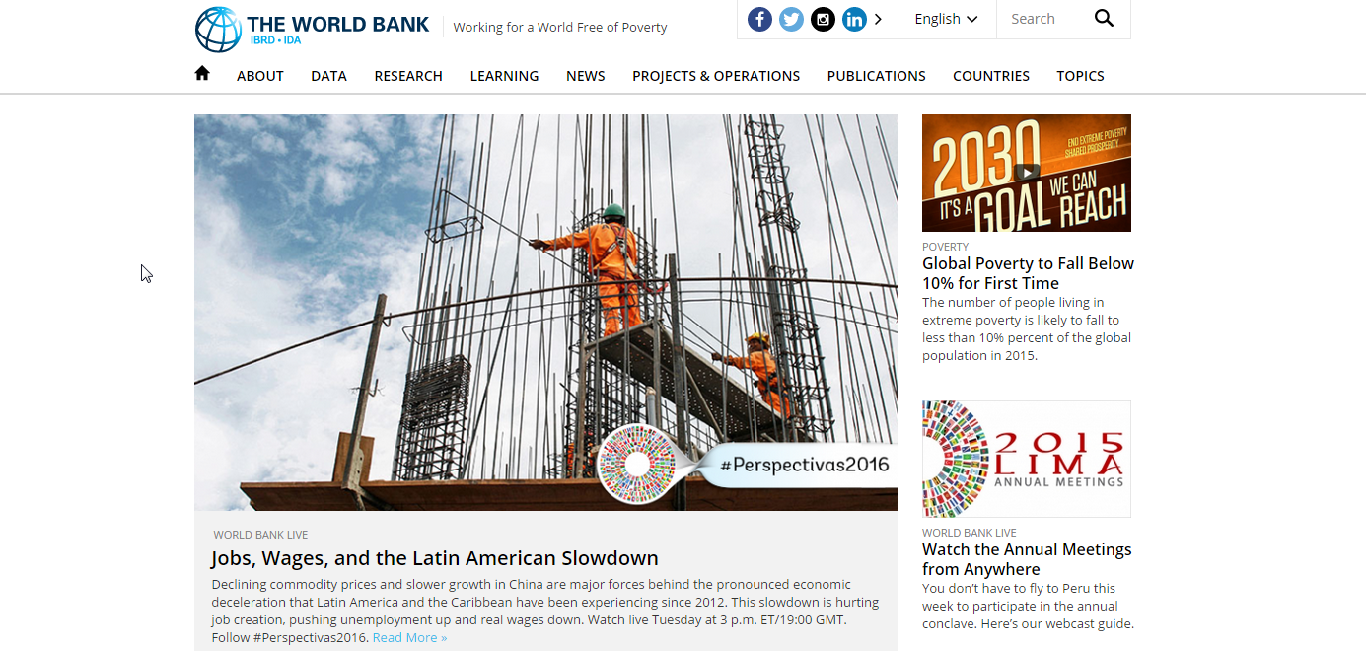 THE WORLD BANK
IBRD • IDA
Working for a World Free of Poverty
English
Search
ABOUT
DATA
RESEARCH
LEARNING
NEWS
PROJECTS & OPERATIONS
PUBLICATIONS
COUNTRIES
TOPICS
#Perspectivas2016
WORLD BANK LIVE
Jobs, Wages, and the Latin American Slowdown
Declining commodity prices and slower growth in China are major forces behind the pronounced economic
deceleration that Latin America and the Caribbean have been experiencing since 2012. This slowdown is hurting
job creation, pushing unemployment up and real wages down. Watch live Tuesday at 3 p.m. ET/19:00 GMT.
Follow #Perspectivas2016. Read More »
2030
END EXTREME POVERTY
SHARED PROSPERITY
IT'S A GOAL WE CAN REACH
POVERTY
Global Poverty to Fall Below
10% for First Time
The number of people living in
extreme poverty is likely to fall to
less than 10% percent of the global
population in 2015.
2015
LIMA
ANNUAL MEETINGS
WORLD BANK LIVE
Watch the Annual Meetings
from Anywhere
You don’t have to fly to Peru this
week to participate in the annual
conclave. Here’s our webcast guide.